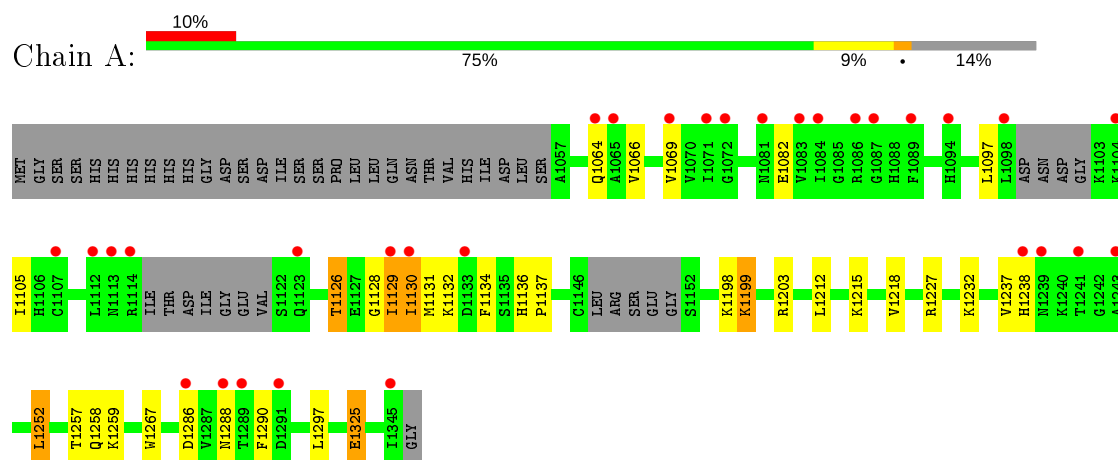 10%
Chain A:
75% 9% • 14%
MET GLY SER SER HIS HIS HIS HIS HIS HIS HIS GLY ASP SER ASP ILE SER SER PRO LEU LEU GLN ASN THR VAL HIS ILE ASP LEU SER A1057 Q1064 A1065 V1066 V1069 V1070 I1071 G1072 N1081 E1082 V1083 I1084 G1085 R1086 G1087 H1088 F1089 H1094 L1097 L1098 ASP ASN ASP GLY K1103 K1104
I1105 H1106 C1107 L1112 N1113 R1114 ILE THR ASP ILE GLY GLU VAL S1122 Q1123 T1126 E1127 G1128 I1129 I1130 M1131 K1132 D1133 F1134 S1135 H1136 P1137 C1146 LEU ARG SER GLU GLY S1152 K1198 K1199 R1203 L1212 K1215 V1218 R1227 K1232 V1237 H1238 N1239 K1240 T1241 G1242 A1243
L1252 T1257 Q1258 K1259 W1267 D1286 V1287 N1288 T1289 F1290 D1291 L1297 E1325 I1345 GLY